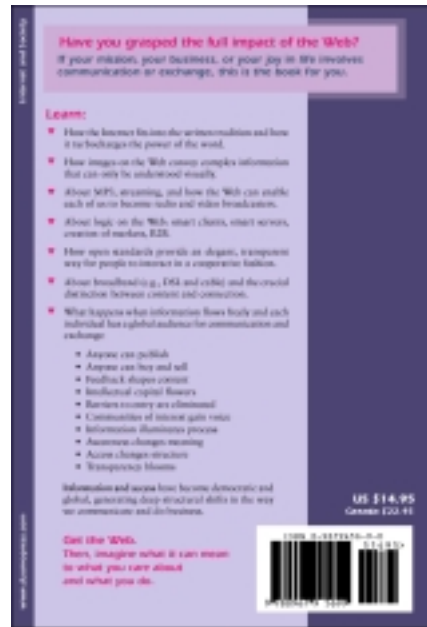 Internet and Society
Have you grasped the full impact of the Web?
If your mission, your business, or your joy in life involves
communication or exchange, this is the book for you.
Learn:
How the Internet fits into the written tradition and how
it turbocharges the power of the word.
How images on the Web convey complex information
that can only be understood visually.
About MP3, streaming, and how the Web can enable
each of us to become radio and video broadcasters.
About logic on the Web: smart clients, smart servers,
creation of markets, B2B.
How open standards provide an elegant, transparent
way for people to interact in a cooperative fashion.
About broadband (e.g., DSL and cable) and the crucial
distinction between content and connection.
What happens when information flows freely and each
individual has a global audience for communication and
exchange:
• Anyone can publish
• Anyone can buy and sell
• Feedback shapes content
• Intellectual capital flowers
• Barriers to entry are eliminated
• Communities of interest gain voice
• Information illuminates process
• Awareness changes meaning
• Access changes structure
• Transparency blooms
Information and access have become democratic and
global, generating deep structural shifts in the way
we communicate and do business.
US $14.95
Canada $22.95
Get the Web.
Then, imagine what it can mean
to what you care about
and what you do.
ISBN